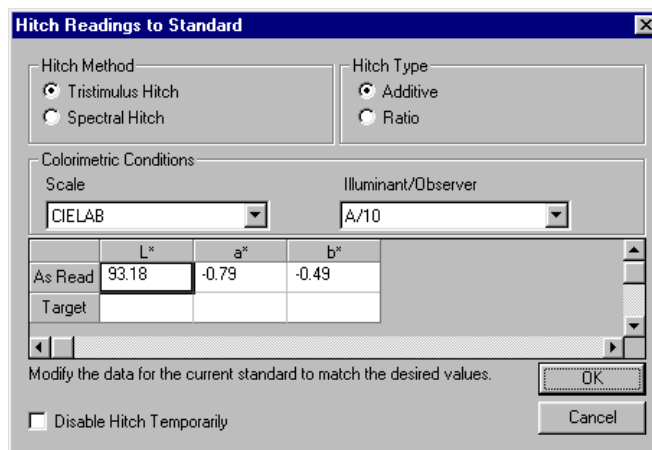 Hitch Readings to Standard
Hitch Method
Tristimulus Hitch
Spectral Hitch
Hitch Type
Additive
Ratio
Colorimetric Conditions
Scale
CIELAB
Illuminant/Observer
A/10
L* a* b*
As Read 93.18 -0.79 -0.49
Target
Modify the data for the current standard to match the desired values.
OK
Disable Hitch Temporarily
Cancel